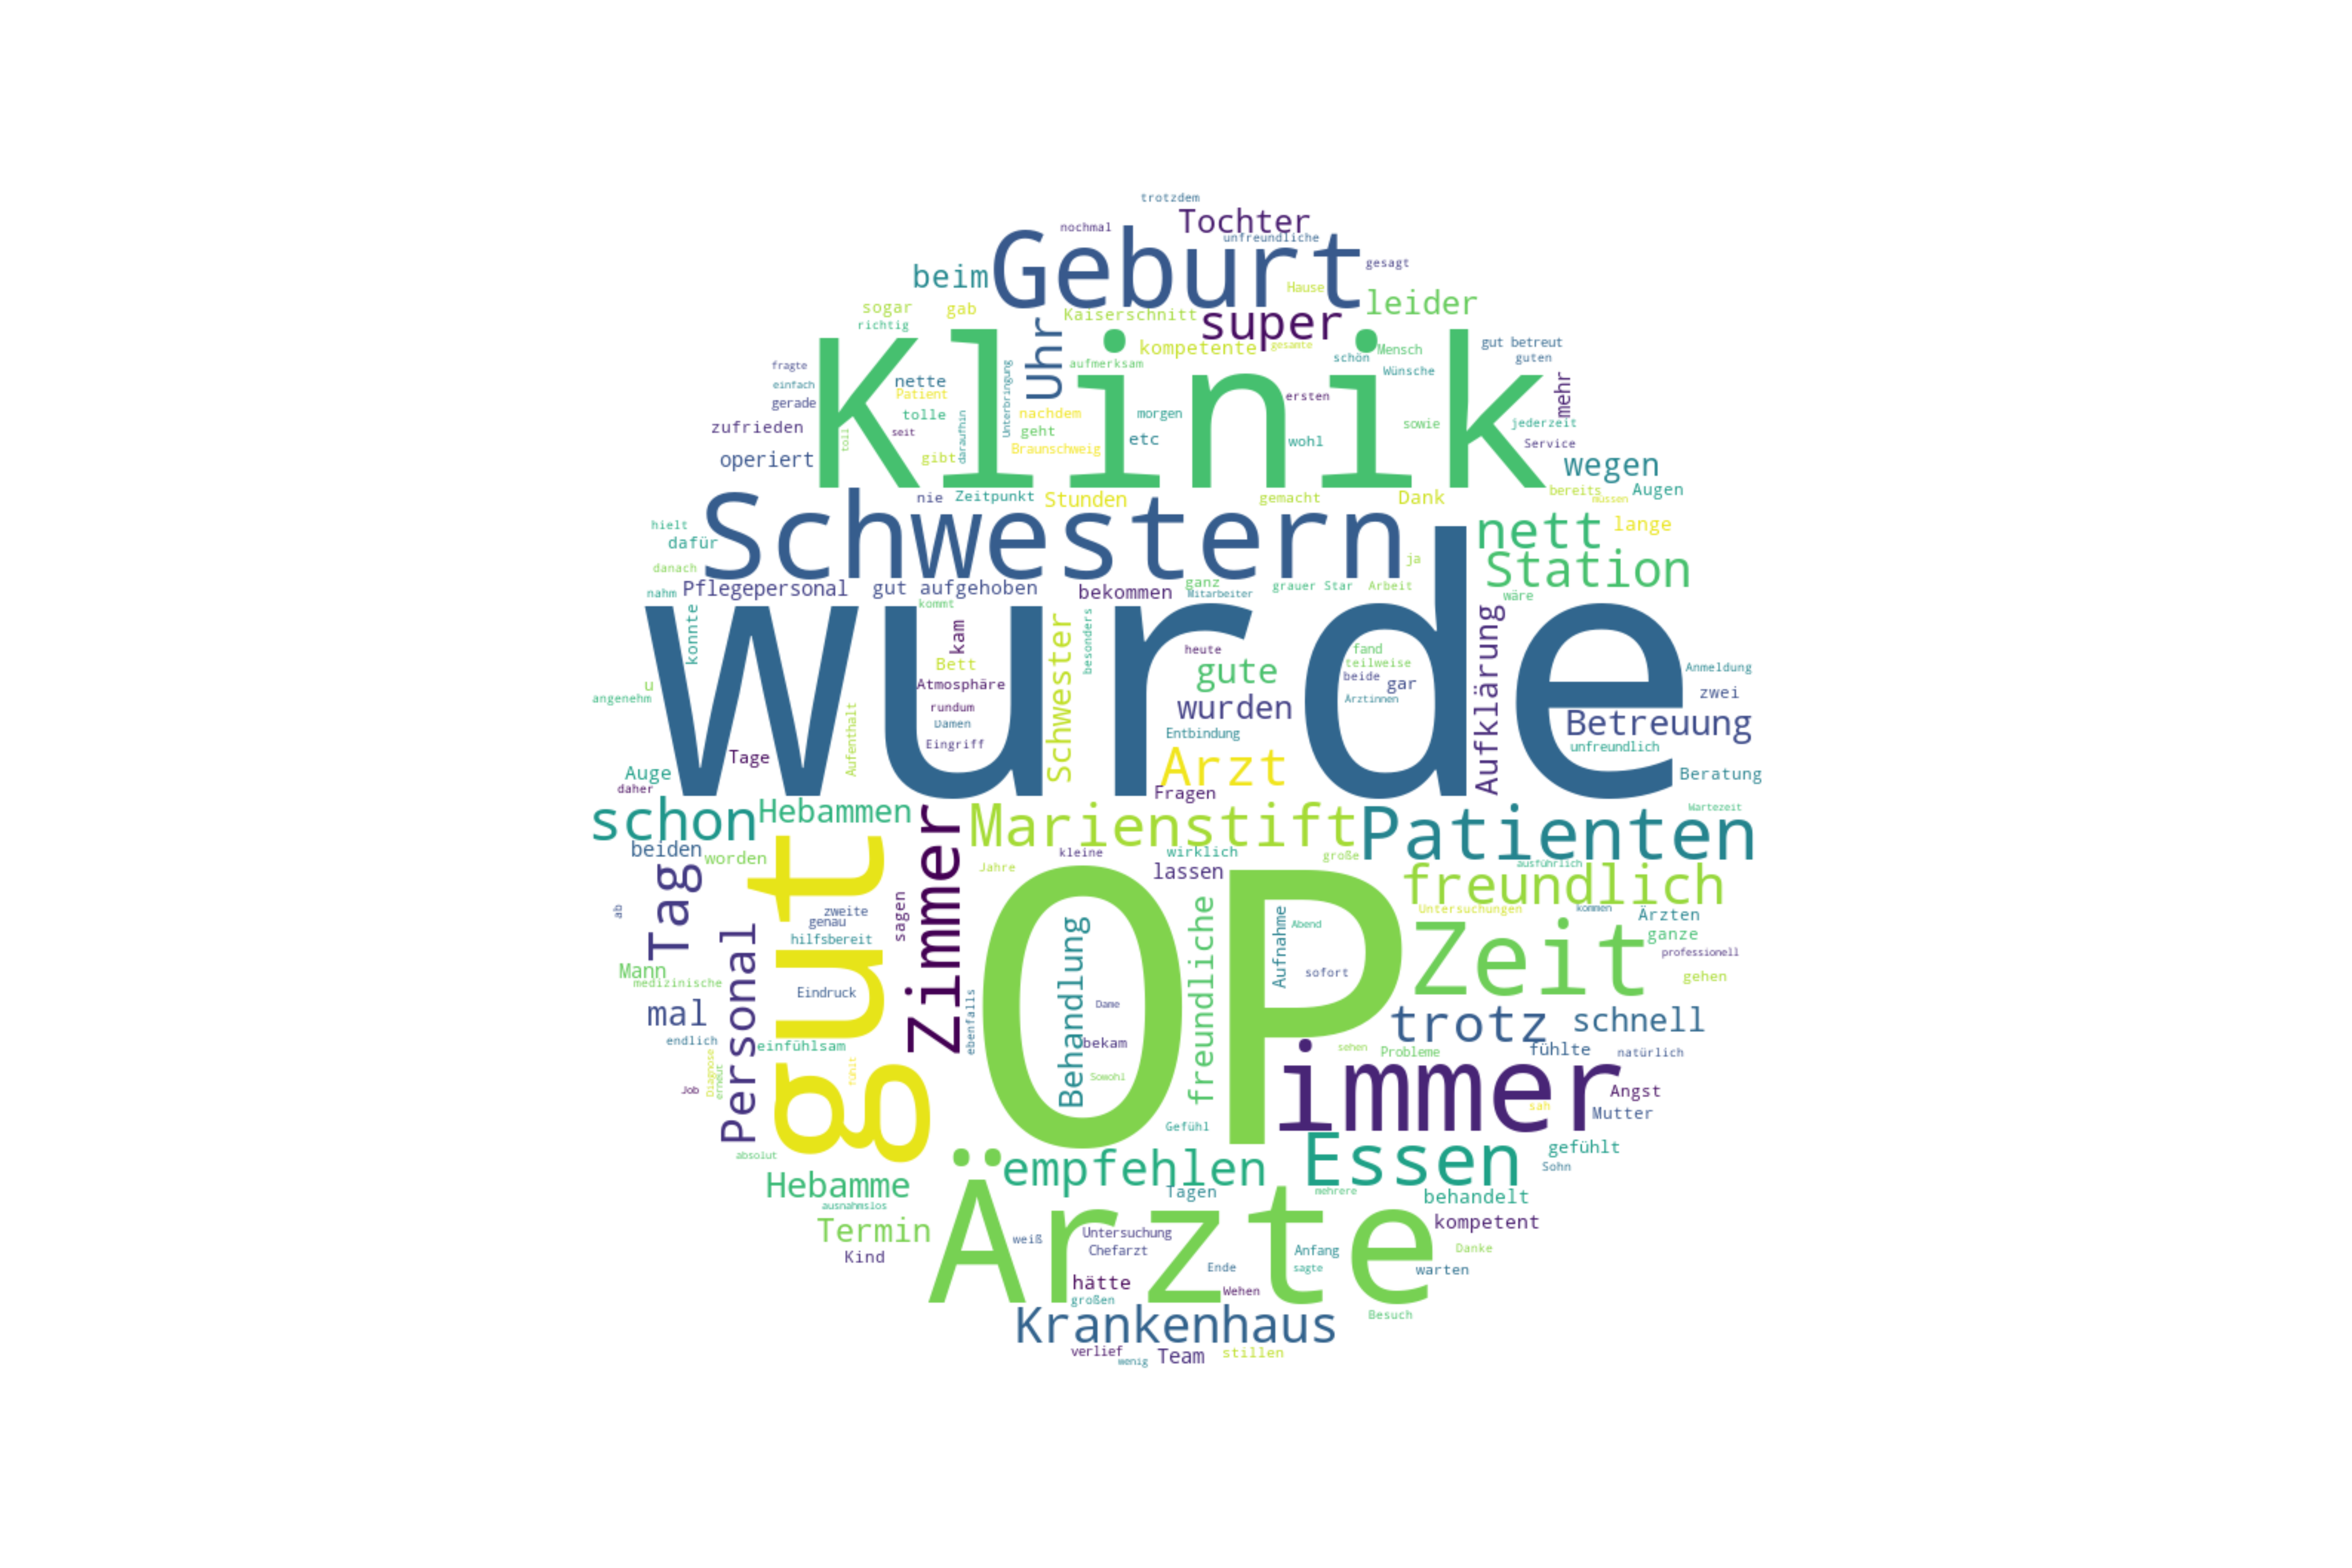 trotzdem
Tochter
nochmal
unfreundliche
Geburt
gesagt
beim
Hause
leider
sogar
gab
Kaiserschnitt
super
richtig
Uhr
kompetente
gesante
Klinik
aufmerksam
schön
Mensch
gut betreut
guten
fragte
einfach
gerade
nette
Patient
tolle
Unterbringung
Wünsche
mehr
ersten
nachdem
morgen
zufrieden
toll
seit
daraufhin
geht
etc
wohl
sowie
jederzeit
Service
operiert
gibt
Braunschweig
wegen
nie
Zeitpunkt
Stunden
gemacht
Dank
bereits
müssen
Augen
Schwestern
hielt
dafür
nett
lange
danach
ja
Station
nahm
Pflegepersonal
gut aufgehoben
bekommen
ganz
Mitarbeiter
grauer Star
Arbeit
wäre
wurde
kommt
konnte
kam
Schwester
besonders
heute
fand
teilweise
Aufklärung
Bett
gute
beide
gar
Anmeldung
u
angenehm
Atmosphäre
Arztinnen
zwei
rundum
wurden
Damen
Aufenthalt
Entbindung
Betreuung
Eingriff
unfreundlich
Tage
Auge
Arzt
Beratung
daher
Fragen
schon
Hebammen
Marienstift
Patienten
Wartezeit
beiden
worden
Zimmer
kleine
wirklich
große
Jahre
lassen
ausführlich
Tag
gut
freundlich
ab
zweite
genau
sagen
OP
freundliche
Untersuchungen
kommen
Ärzten
hilfsbereit
Behandlung
Aufnahme
Abend
Zeit
ganze
professionell
Personal
Mann
medizinische
sofort
gehen
Eindruck
Dame
mal
ebenfalls
trotz
schnell
endlich
einfühlsam
bekam
sehen
Probleme
fühlte
natürlich
immer
Diagnose
erneut
fühlt
Sowohl
Job
Angst
sah
Mutter
Gefühl
absolut
empfehlen
Essen
gefühlt
Sohn
Hebamme
Tagen
mehrere
behandelt
ausnahmslos
Ärzte
Termin
kompetent
weiß
Untersuchung
Chefarzt
Kind
Anfang
Danke
Ende
sagte
warten
hätte
Wehen
großen
Krankenhaus
Besuch
verlief
Team
stillen
wenig